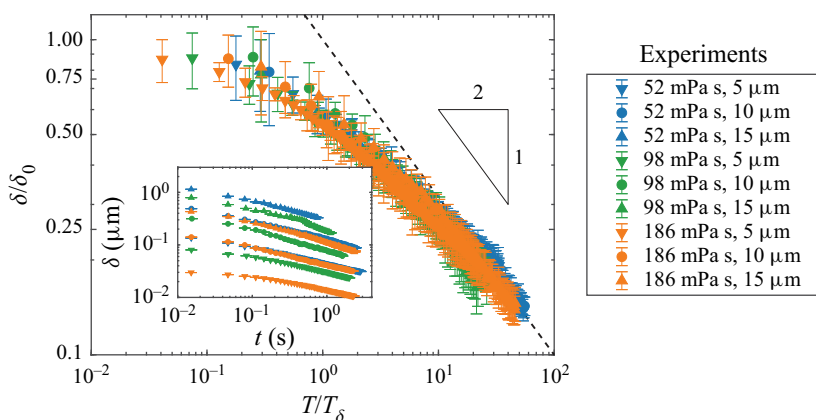 1.00
0.75
0.50
0.25
0.1
δ/δ₀
2
1
10⁰
10⁻¹
10⁻²
δ (μm)
10⁻² 10⁻¹ 10⁰
t (s)
10⁻² 10⁻¹ 10⁰ 10¹ 10²
T/T_δ
Experiments
52 mPa s, 5 μm
52 mPa s, 10 μm
52 mPa s, 15 μm
98 mPa s, 5 μm
98 mPa s, 10 μm
98 mPa s, 15 μm
186 mPa s, 5 μm
186 mPa s, 10 μm
186 mPa s, 15 μm